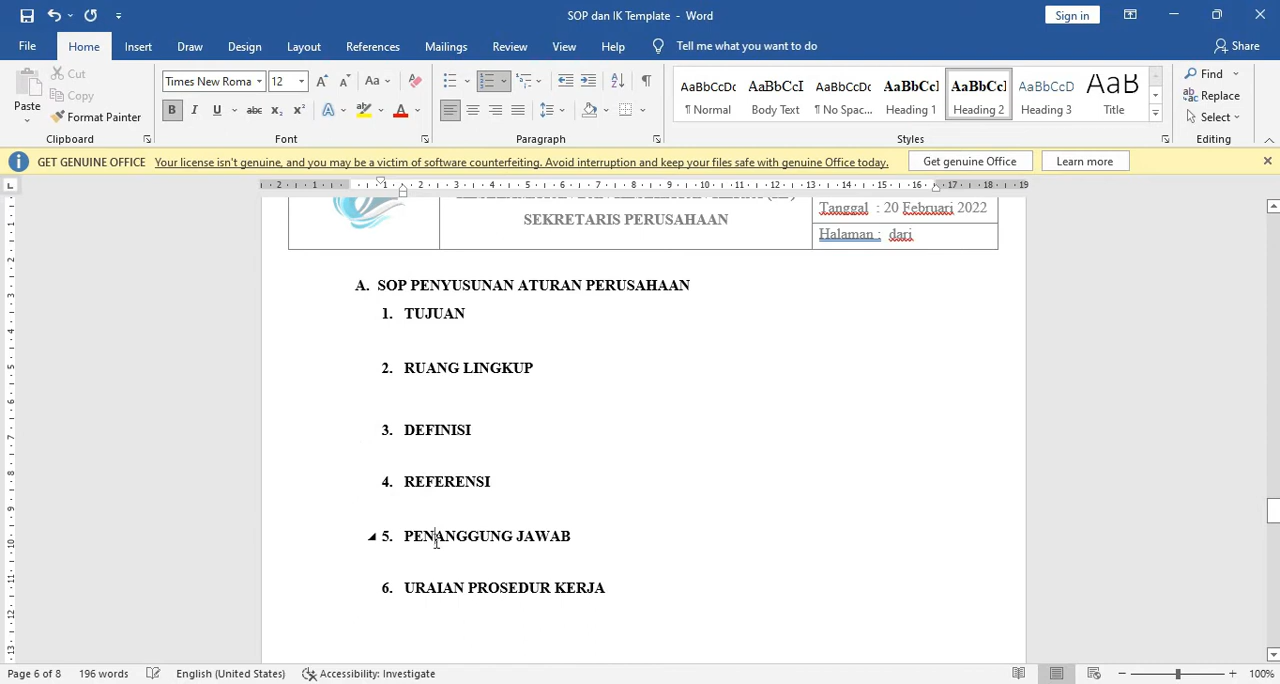 SOP dan IK Template - Word
Sign in
File Home Insert Draw Design Layout References Mailings Review View Help Tell me what you want to do Share
Cut
Copy
Format Painter
Paste
Times New Roma 12
AaBbCcDc AaBbCcI AaBbCcDc AaBbCcl AaBbCcl AaBbCcD AaB
¶ Normal Body Text ¶ No Spac... Heading 1 Heading 2 Heading 3 Title
Find
Replace
Select
Clipboard Font Paragraph Styles Editing
GET GENUINE OFFICE Your license isn't genuine, and you may be a victim of software counterfeiting. Avoid interruption and keep your files safe with genuine Office today. Get genuine Office Learn more
SEKRETARIS PERUSAHAAN
Tanggal : 20 Februari 2022
Halaman : dari
A. SOP PENYUSUNAN ATURAN PERUSAHAAN
1. TUJUAN
2. RUANG LINGKUP
3. DEFINISI
4. REFERENSI
5. PENANGGUNG JAWAB
6. URAIAN PROSEDUR KERJA
Page 6 of 8 196 words English (United States) Accessibility: Investigate 100%